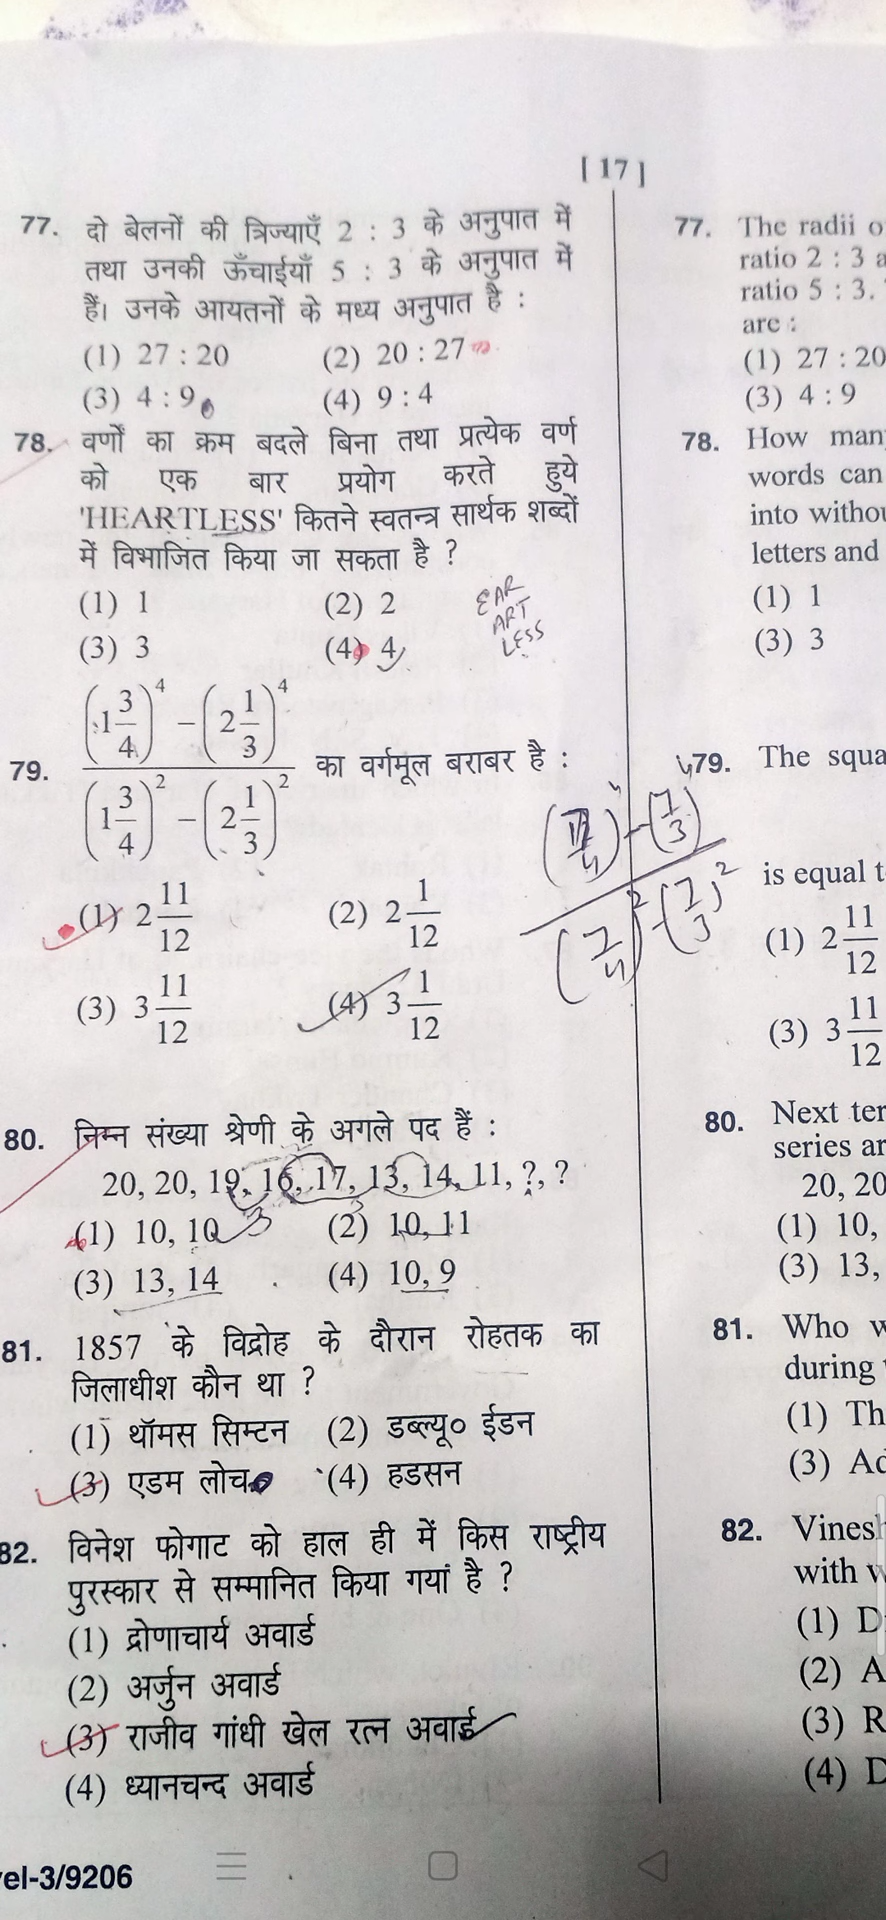 [ 17 ]
77. दो बेलनों की त्रिज्याएँ 2 : 3 के अनुपात में
तथा उनकी ऊँचाईयाँ 5 : 3 के अनुपात में
हैं। उनके आयतनों के मध्य अनुपात है :
(1) 27 : 20 (2) 20 : 27
(3) 4 : 9 (4) 9 : 4
78. वर्णों का क्रम बदले बिना तथा प्रत्येक वर्ण
को एक बार प्रयोग करते हुये
'HEARTLESS' कितने स्वतन्त्र सार्थक शब्दों
में विभाजित किया जा सकता है ?
(1) 1 (2) 2
(3) 3 (4) 4
EAR
ART
LESS
79. \frac{(1\frac{3}{4})^4 - (2\frac{1}{3})^4}{(1\frac{3}{4})^2 - (2\frac{1}{3})^2} का वर्गमूल बराबर है :
(1) 2 11/12 (2) 2 1/12
(3) 3 11/12 (4) 3 1/12
80. निम्न संख्या श्रेणी के अगले पद हैं :
20, 20, 19, 16, 17, 13, 14, 11, ?, ?
(1) 10, 10 (2) 10, 11
(3) 13, 14 (4) 10, 9
81. 1857 के विद्रोह के दौरान रोहतक का
जिलाधीश कौन था ?
(1) थॉमस सिम्टन (2) डब्ल्यू० ईडन
(3) एडम लोच (4) हडसन
82. विनेश फोगाट को हाल ही में किस राष्ट्रीय
पुरस्कार से सम्मानित किया गया है ?
(1) द्रोणाचार्य अवार्ड
(2) अर्जुन अवार्ड
(3) राजीव गांधी खेल रत्न अवार्ड
(4) ध्यानचन्द अवार्ड
vel-3/9206
77. The radii o
ratio 2 : 3 a
ratio 5 : 3.
are :
(1) 27 : 20
(3) 4 : 9
78. How man
words can
into withou
letters and
(1) 1
(3) 3
79. The squa
is equal t
(1) 2 11/12
(3) 3 11/12
80. Next ter
series ar
20, 20
(1) 10,
(3) 13,
81. Who w
during
(1) Th
(3) Ad
82. Vinesh
with w
(1) D
(2) A
(3) R
(4) D